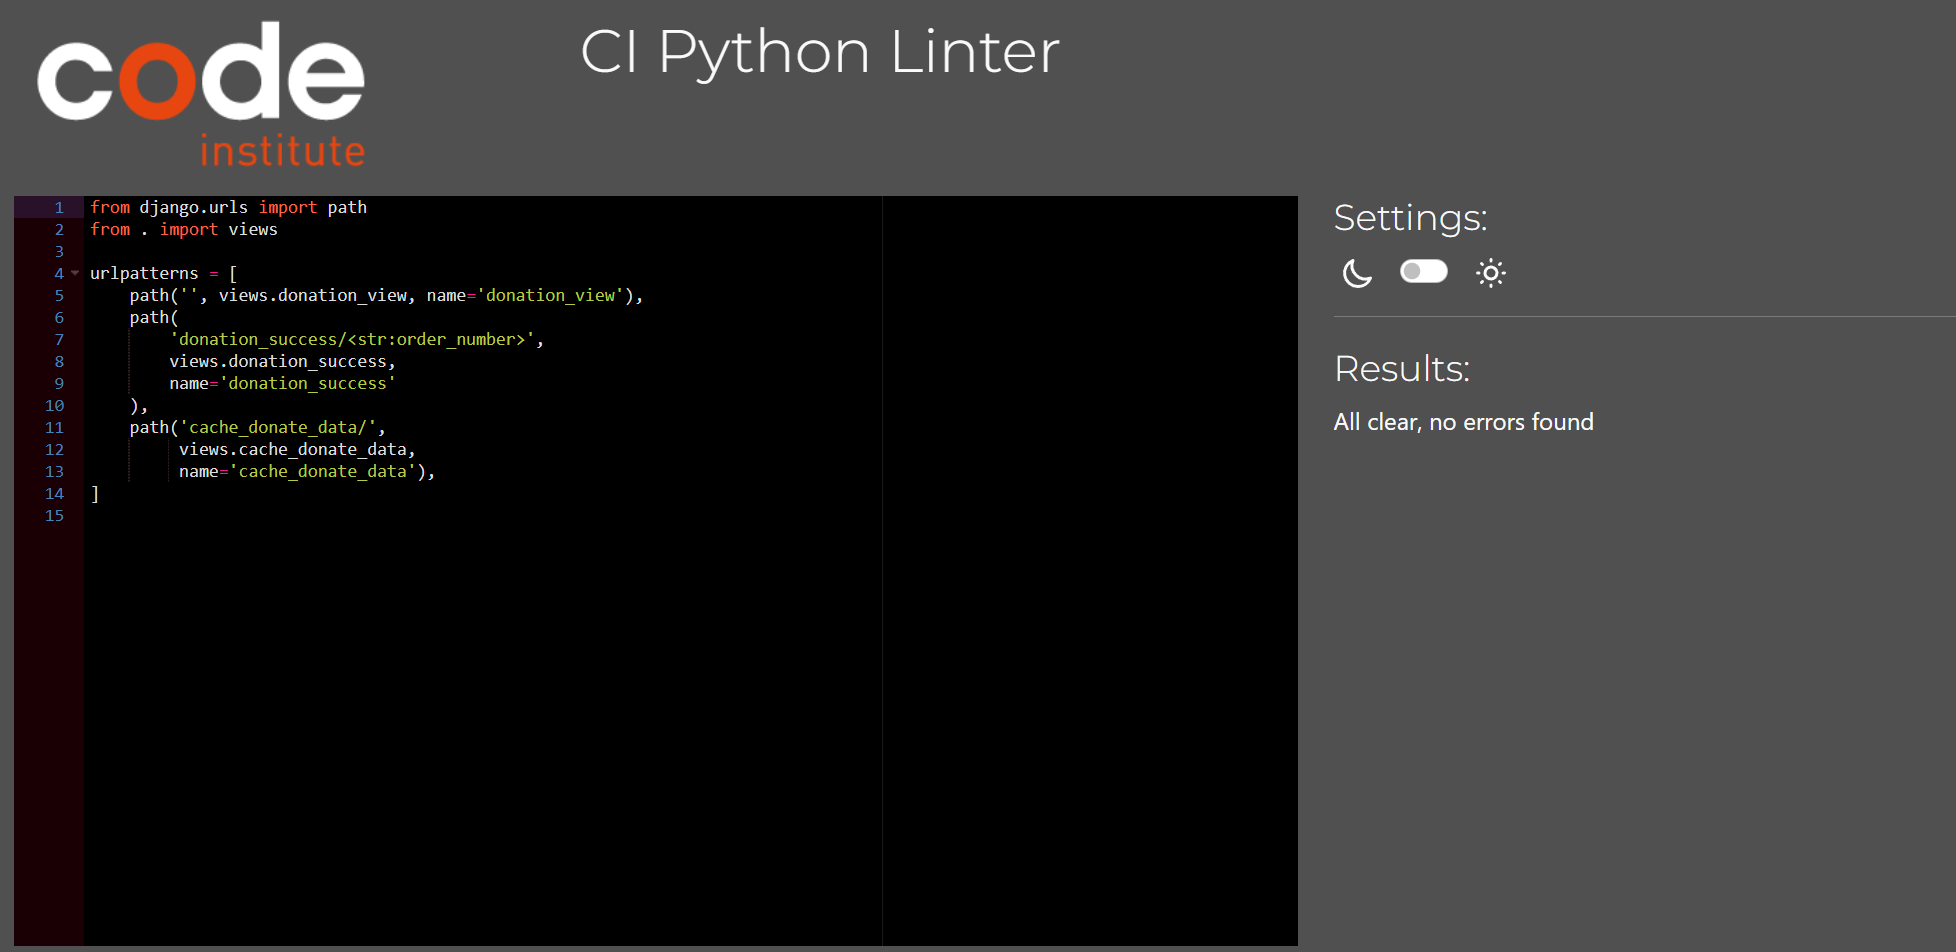 code
institute
CI Python Linter
1 from django.urls import path
2 from . import views
3
4 urlpatterns = [
5     path('', views.donation_view, name='donation_view'),
6     path(
7         'donation_success/<str:order_number>',
8         views.donation_success,
9         name='donation_success'
10     ),
11     path('cache_donate_data/',
12          views.cache_donate_data,
13          name='cache_donate_data'),
14 ]
15
Settings:
Results:
All clear, no errors found